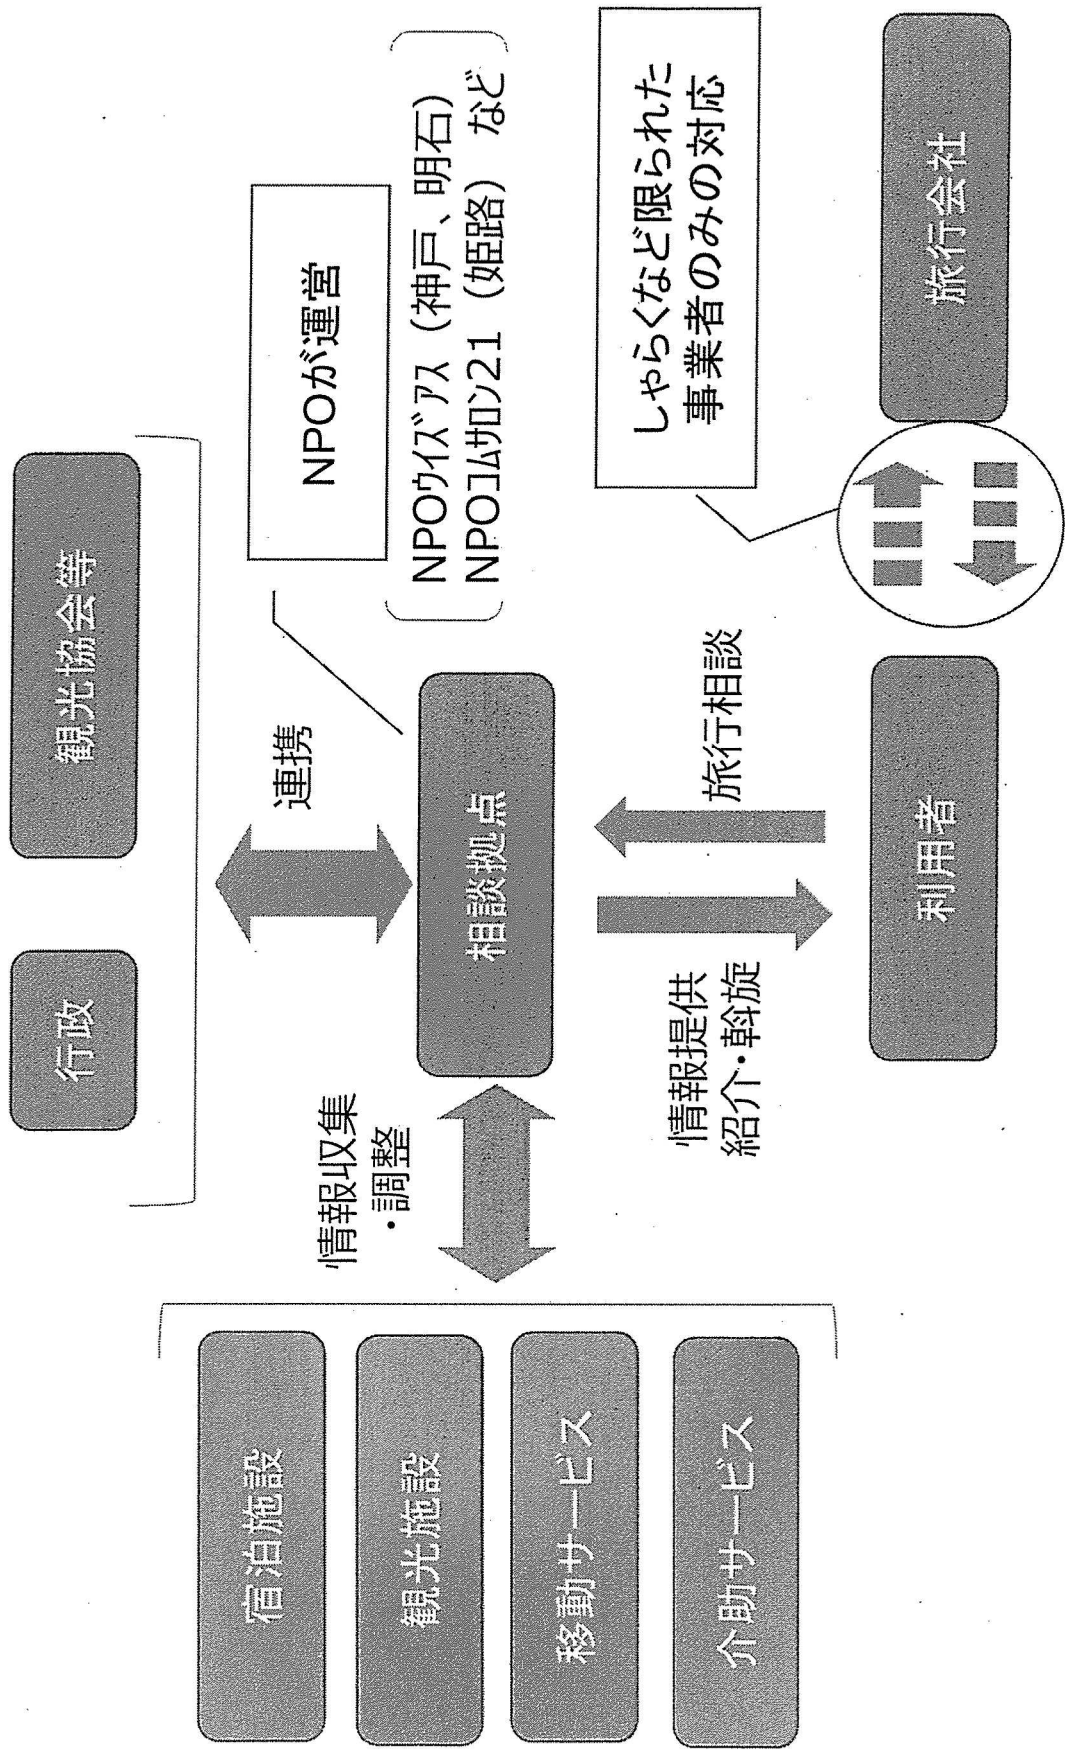 行政
観光協会等
連携
NPOが運営
NPOウイズアス（神戸、明石）
NPOコムサロン21（姫路） など
情報収集
・調整
相談拠点
宿泊施設
観光施設
移動サービス
介助サービス
情報提供
紹介・斡旋
旅行相談
しゃらくなど限られた
事業者のみの対応
利用者
旅行会社